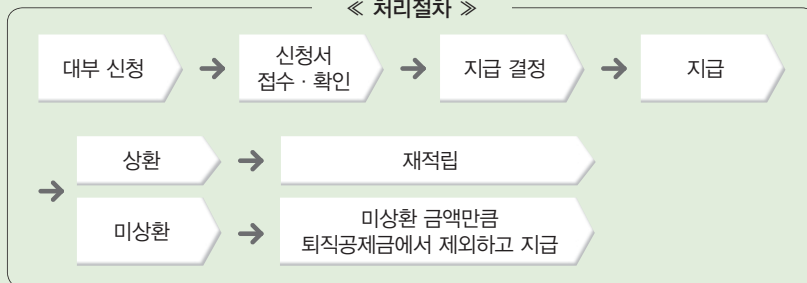 ≪ 처리절차 ≫
대부 신청
신청서
접수 · 확인
지급 결정
지급
상환
재적립
미상환
미상환 금액만큼
퇴직공제금에서 제외하고 지급